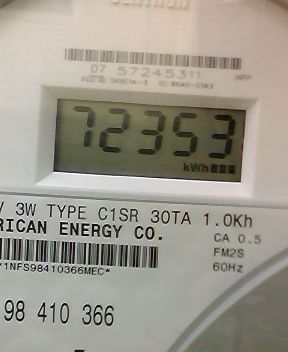 07 57245311
72353
kWh
3W TYPE C1SR 30TA 1.0Kh
RICAN ENERGY CO.
CA 0.5
FM2S
60Hz
*1NFS98410366MEC*
98 410 366